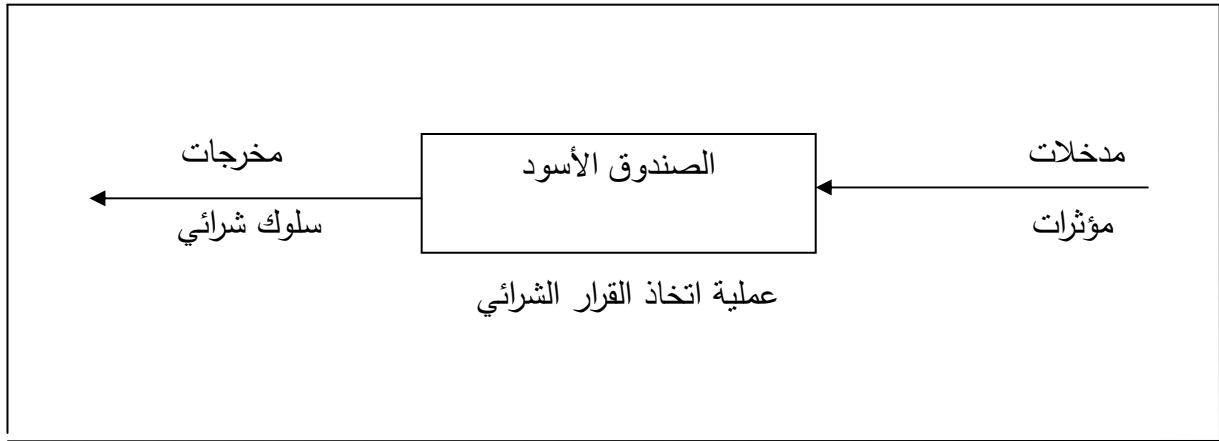 مدخلات
مؤثرات
الصندوق الأسود
عملية اتخاذ القرار الشرائي
مخرجات
سلوك شرائي